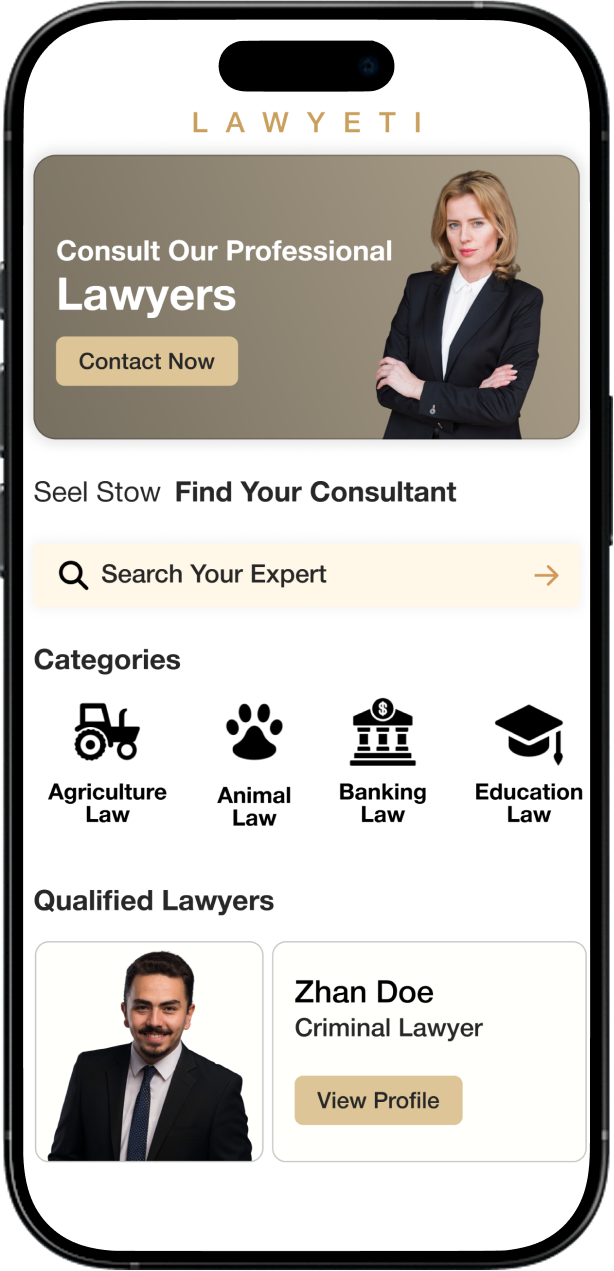 LAWYETI
Consult Our Professional
Lawyers
Contact Now
Seel Stow Find Your Consultant
Search Your Expert
Categories
$
Agriculture Law
Animal Law
Banking Law
Education Law
Qualified Lawyers
Zhan Doe
Criminal Lawyer
View Profile